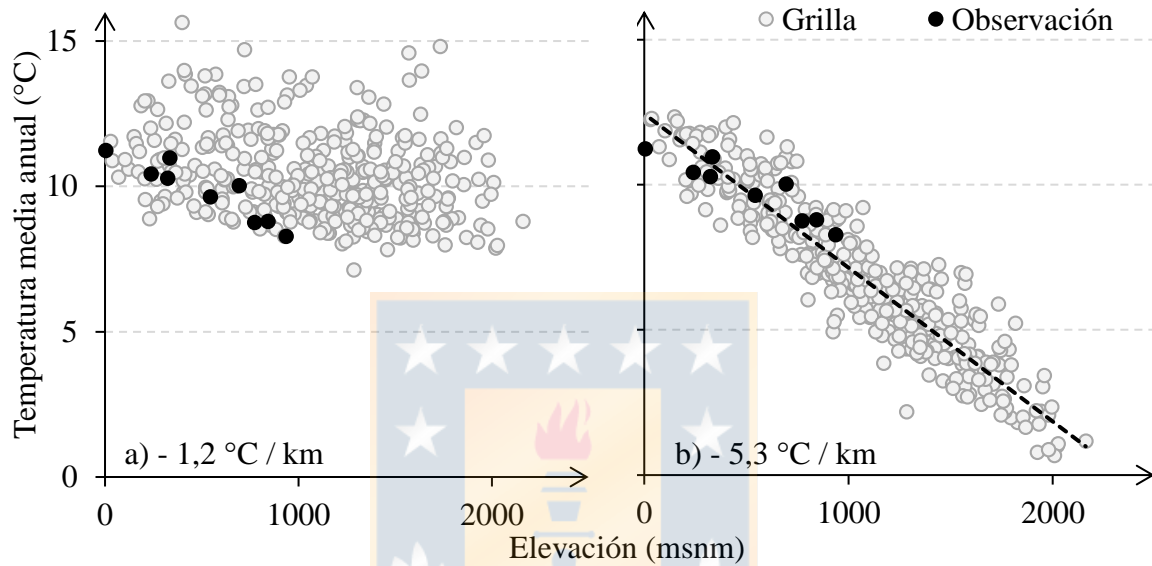 Grilla Observación
Temperatura media anual (°C)
15
10
5
0
a) - 1,2 °C / km
b) - 5,3 °C / km
0 1000 2000
0 1000 2000
Elevación (msnm)